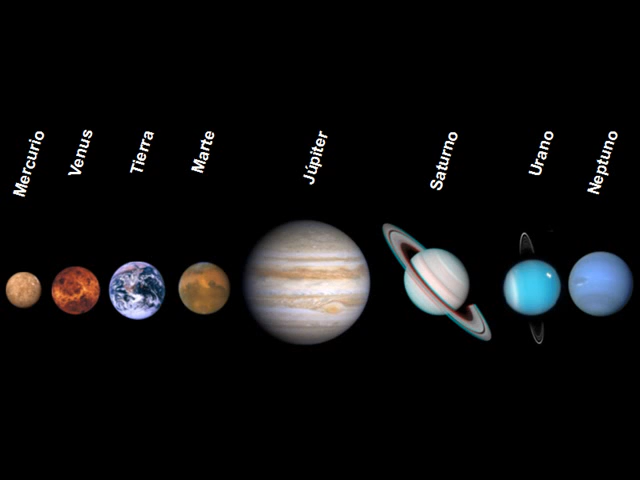 Mercurio
Venus
Tierra
Marte
Júpiter
Saturno
Urano
Neptuno